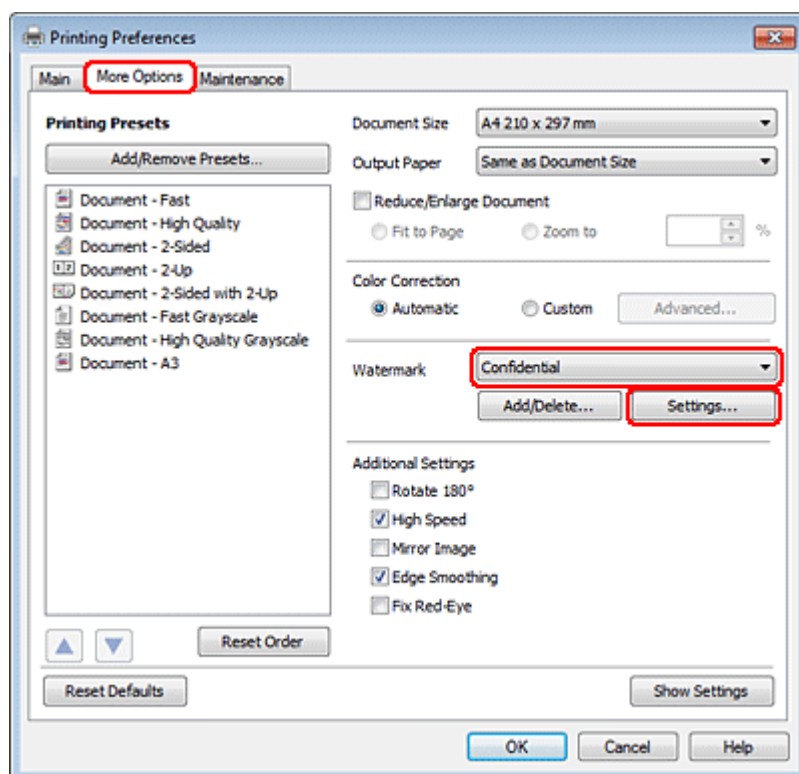 Printing Preferences
Main
More Options
Maintenance
Printing Presets
Add/Remove Presets...
Document - Fast
Document - High Quality
Document - 2-Sided
Document - 2-Up
Document - 2-Sided with 2-Up
Document - Fast Grayscale
Document - High Quality Grayscale
Document - A3
Reset Order
Document Size
A4 210 x 297 mm
Output Paper
Same as Document Size
Reduce/Enlarge Document
Fit to Page
Zoom to
%
Color Correction
Automatic
Custom
Advanced...
Watermark
Confidential
Add/Delete...
Settings...
Additional Settings
Rotate 180°
High Speed
Mirror Image
Edge Smoothing
Fix Red-Eye
Reset Defaults
Show Settings
OK
Cancel
Help